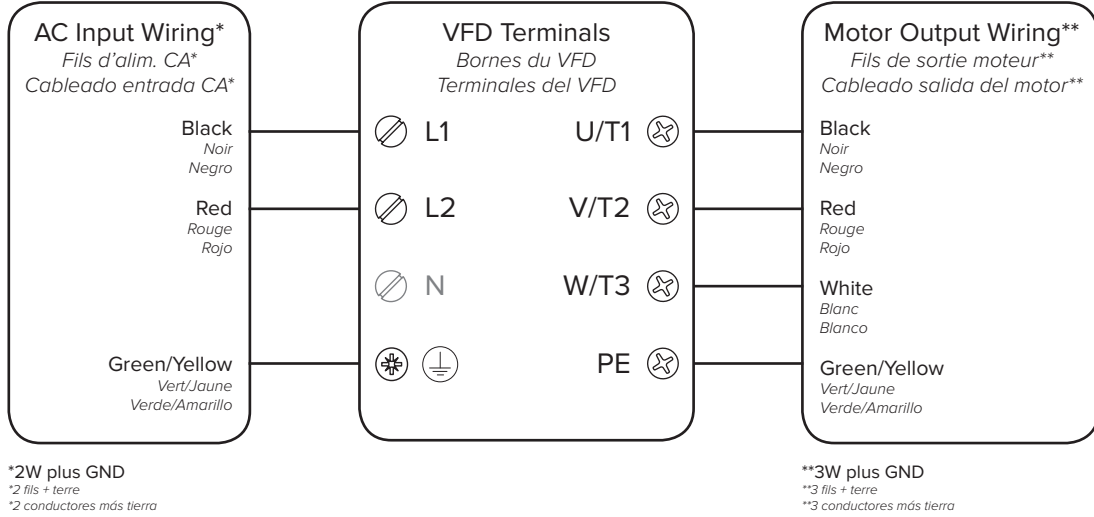 AC Input Wiring*
Fils d'alim. CA*
Cableado entrada CA*
Black
Noir
Negro
Red
Rouge
Rojo
Green/Yellow
Vert/Jaune
Verde/Amarillo
*2W plus GND
*2 fils + terre
*2 conductores más tierra
VFD Terminals
Bornes du VFD
Terminales del VFD
L1 U/T1
L2 V/T2
N W/T3
PE
Motor Output Wiring**
Fils de sortie moteur**
Cableado salida del motor**
Black
Noir
Negro
Red
Rouge
Rojo
White
Blanc
Blanco
Green/Yellow
Vert/Jaune
Verde/Amarillo
**3W plus GND
**3 fils + terre
**3 conductores más tierra